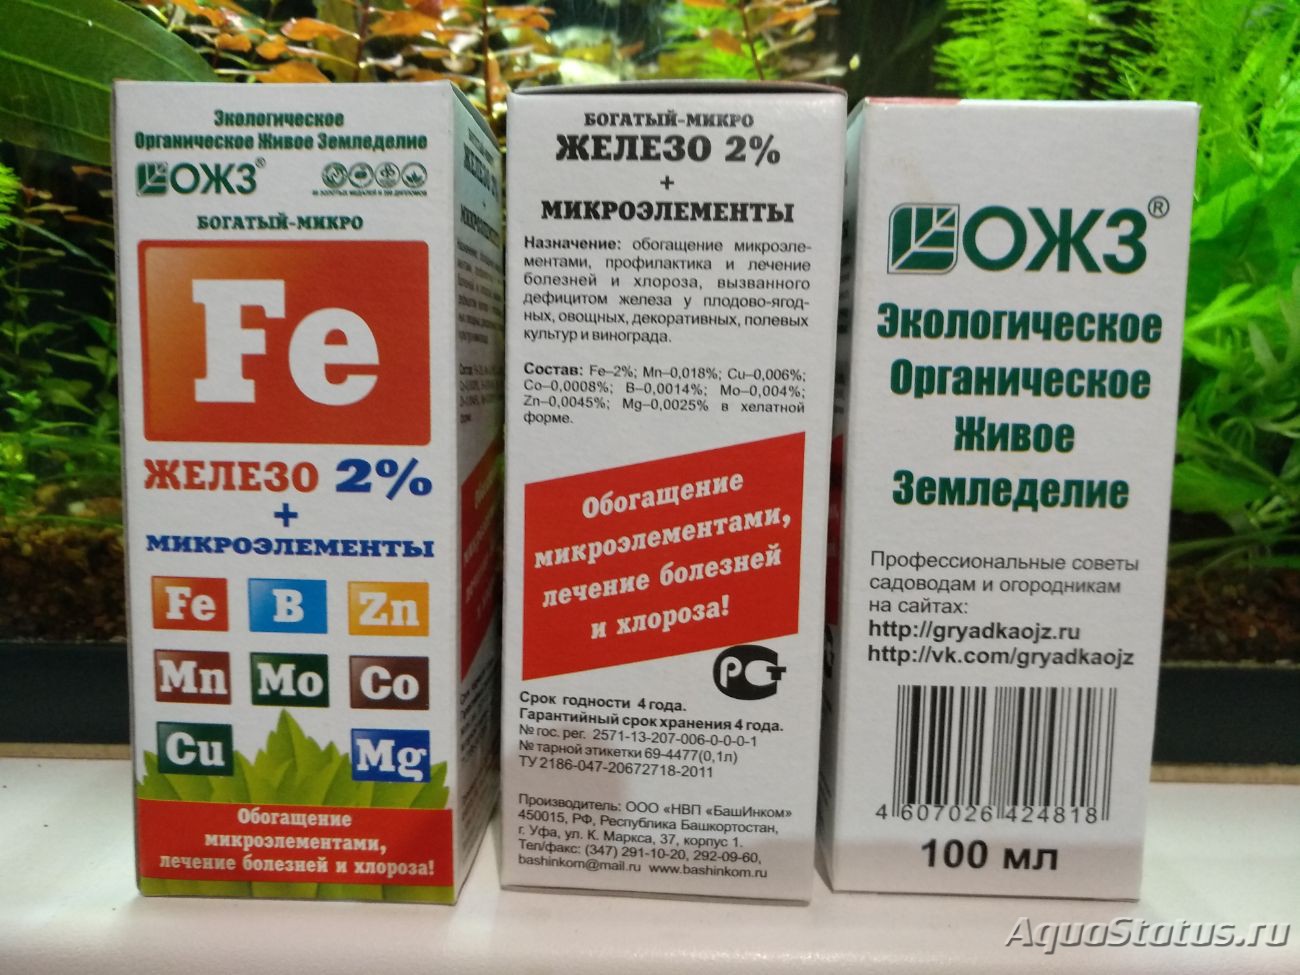 Экологическое
Органическое Живое Земледелие
ОЖЗ®
БОГАТЫЙ-МИКРО
Fe
ЖЕЛЕЗО 2%
+
МИКРОЭЛЕМЕНТЫ
Fe B Zn
Mn Mo Co
Cu Mg
Обогащение
микроэлементами,
лечение болезней и хлороза!
БОГАТЫЙ-МИКРО
ЖЕЛЕЗО 2%
+
МИКРОЭЛЕМЕНТЫ
Назначение: обогащение микроэле-
ментами, профилактика и лечение
болезней и хлороза, вызванного
дефицитом железа у плодово-ягод-
ных, овощных, декоративных, полевых
культур и винограда.
Состав: Fe–2%; Mn–0,018%; Cu–0,006%;
Co–0,0008%; B–0,0014%; Mo–0,004%;
Zn–0,0045%; Mg–0,0025% в хелатной
форме.
Обогащение
микроэлементами,
лечение болезней
и хлороза!
РСТ
Срок годности 4 года.
Гарантийный срок хранения 4 года.
№ гос. рег. 2571-13-207-006-0-0-0-1
№ тарной этикетки 69-4477(0,1л)
ТУ 2186-047-20672718-2011
Производитель: ООО «НВП «БашИнком»
450015, РФ, Республика Башкортостан,
г. Уфа, ул. К. Маркса, 37, корпус 1.
Тел/факс: (347) 291-10-20, 292-09-60,
bashinkom@mail.ru www.bashinkom.ru
ОЖЗ®
Экологическое
Органическое
Живое
Земледелие
Профессиональные советы
садоводам и огородникам
на сайтах:
http://gryadkaojz.ru
http://vk.com/gryadkaojz
4 607026 424818
100 мл
AquaStatus.ru